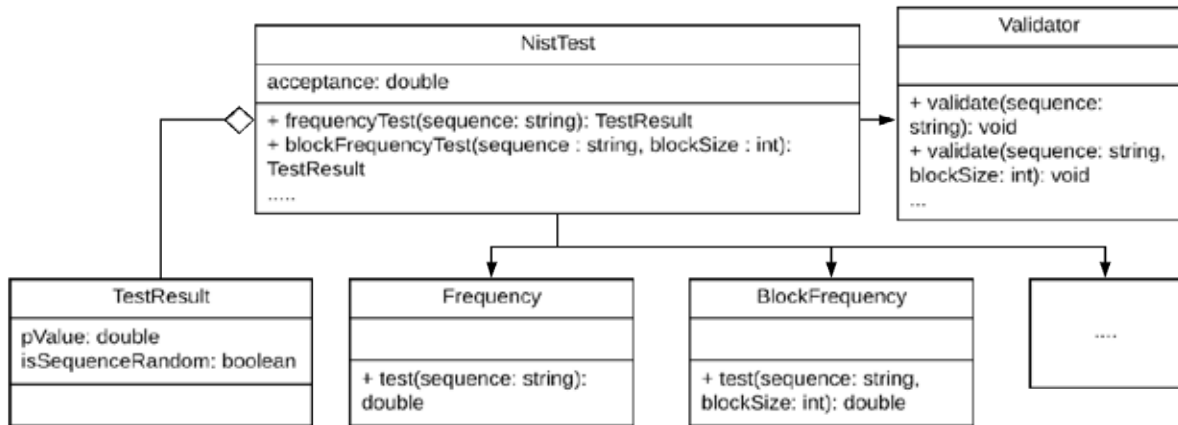 NistTest
acceptance: double
+ frequencyTest(sequence: string): TestResult
+ blockFrequencyTest(sequence : string, blockSize : int):
TestResult
.....
Validator
+ validate(sequence:
string): void
+ validate(sequence: string,
blockSize: int): void
...
TestResult
pValue: double
isSequenceRandom: boolean
Frequency
+ test(sequence: string):
double
BlockFrequency
+ test(sequence: string,
blockSize: int): double
....